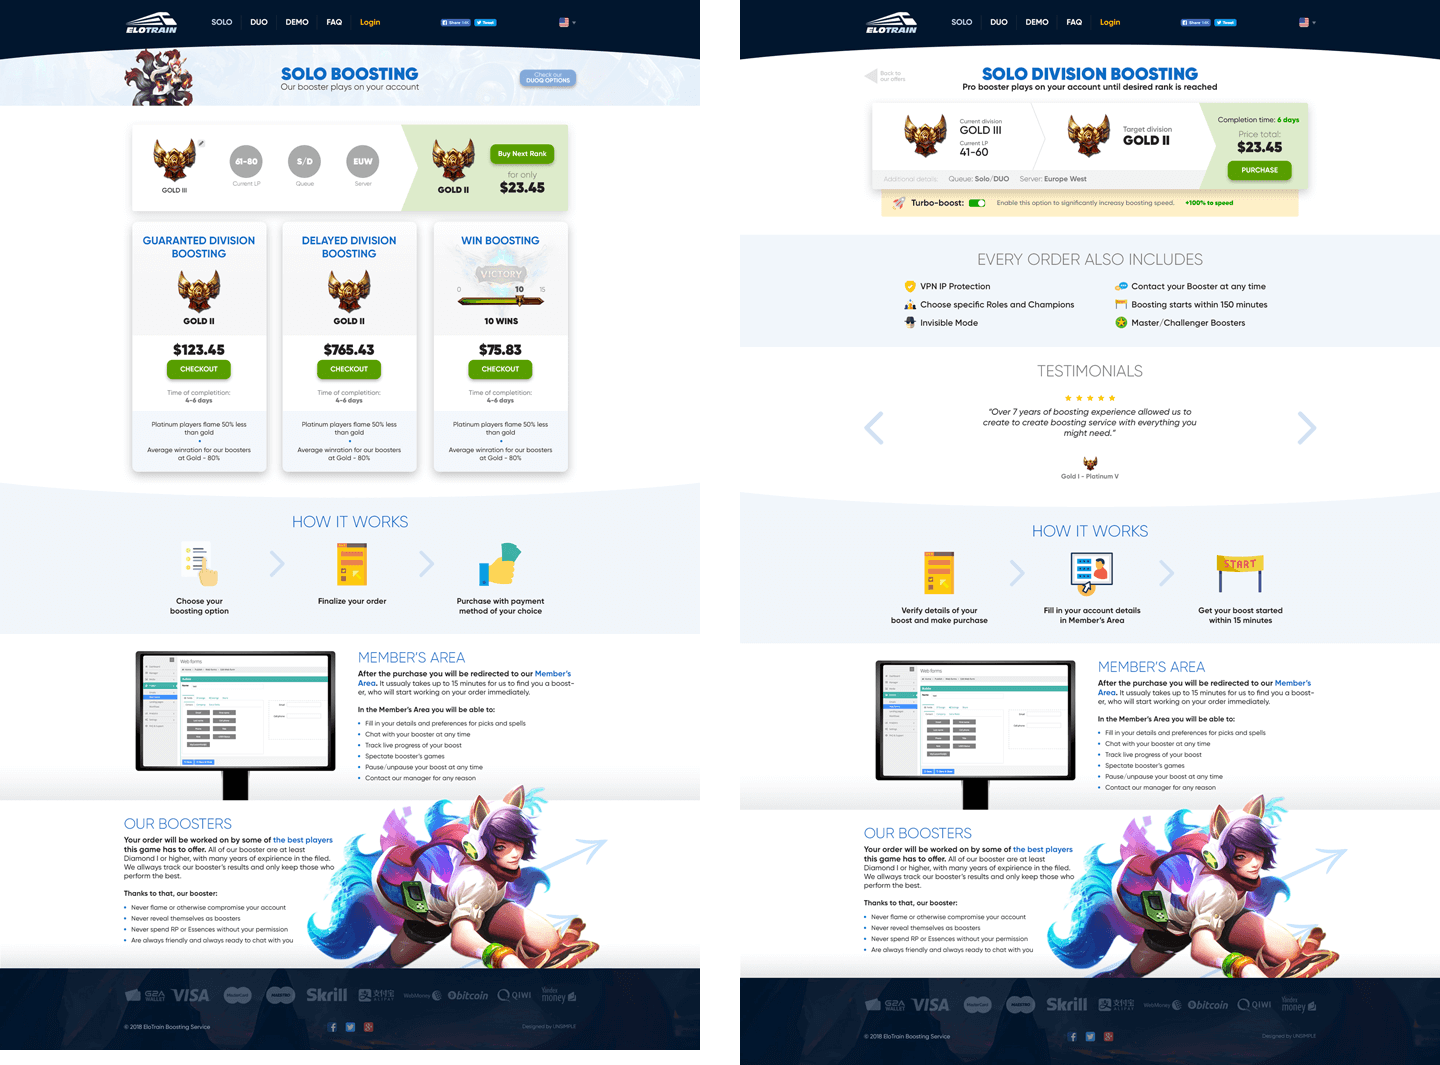 ELOTRAIN
SOLO
DUO
DEMO
FAQ
Login
Share
Tweet
SOLO BOOSTING
Our booster plays on your account
Check our
DUOQ OPTIONS
GOLD III
61-80
Current LP
S/D
Queue
EUW
Server
GOLD II
Buy Next Rank
for only
$23.45
GUARANTED DIVISION
BOOSTING
GOLD II
$123.45
CHECKOUT
Time of completition:
4-6 days
Platinum players flame 50% less
than gold
Average winration for our boosters
at Gold - 80%
DELAYED DIVISION
BOOSTING
GOLD II
$765.43
CHECKOUT
Time of completition:
4-6 days
Platinum players flame 50% less
than gold
Average winration for our boosters
at Gold - 80%
WIN BOOSTING
VICTORY
0
10
15
10 WINS
$75.83
CHECKOUT
Time of completition:
4-6 days
Platinum players flame 50% less
than gold
Average winration for our boosters
at Gold - 80%
HOW IT WORKS
Choose your
boosting option
Finalize your order
Purchase with payment
method of your choice
Web forms
MEMBER'S AREA
After the purchase you will be redirected to our Member's
Area. It ussualy takes up to 15 minutes for us to find you a boost-
er, who will start working on your order immediately.
In the Member's Area you will be able to:
Fill in your details and preferences for picks and spells
Chat with your booster at any time
Track live progress of your boost
Spectate booster's games
Pause/unpause your boost at any time
Contact our manager for any reason
OUR BOOSTERS
Your order will be worked on by some of the best players
this game has to offer. All of our booster are at least
Diamond I or higher, with many years of expirience in the filed.
We allways track our booster's results and only keep those who
perform the best.
Thanks to that, our booster:
Never flame or otherwise compromise your account
Never reveal themselves as boosters
Never spend RP or Essences without your permission
Are always friendly and always ready to chat with you
G2A
WALLET
VISA
MasterCard
MAESTRO
Skrill
支付宝
ALIPAY
WebMoney
bitcoin
QIWI
Yandex
money
© 2018 EloTrain Boosting Service
Designed by UNSIMPLE
ELOTRAIN
SOLO
DUO
DEMO
FAQ
Login
Share
Tweet
Back to
our offers
SOLO DIVISION BOOSTING
Pro booster plays on your account until desired rank is reached
Current division
GOLD III
Current LP
41-60
Target division
GOLD II
Completion time: 6 days
Price total:
$23.45
PURCHASE
Additional details:
Queue: Solo/DUO
Server: Europe West
Turbo-boost:
Enable this option to significantly increasy boosting speed.
+100% to speed
EVERY ORDER ALSO INCLUDES
VPN IP Protection
Contact your Booster at any time
Choose specific Roles and Champions
Boosting starts within 150 minutes
Invisible Mode
Master/Challenger Boosters
TESTIMONIALS
"Over 7 years of boosting experience allowed us to
create to create boosting service with everything you
might need."
Gold I - Platinum V
HOW IT WORKS
START
Verify details of your
boost and make purchase
Fill in your account details
in Member's Area
Get your boost started
within 15 minutes
Web forms
MEMBER'S AREA
After the purchase you will be redirected to our Member's
Area. It ussualy takes up to 15 minutes for us to find you a boost-
er, who will start working on your order immediately.
In the Member's Area you will be able to:
Fill in your details and preferences for picks and spells
Chat with your booster at any time
Track live progress of your boost
Spectate booster's games
Pause/unpause your boost at any time
Contact our manager for any reason
OUR BOOSTERS
Your order will be worked on by some of the best players
this game has to offer. All of our booster are at least
Diamond I or higher, with many years of expirience in the filed.
We allways track our booster's results and only keep those who
perform the best.
Thanks to that, our booster:
Never flame or otherwise compromise your account
Never reveal themselves as boosters
Never spend RP or Essences without your permission
Are always friendly and always ready to chat with you
G2A
WALLET
VISA
MasterCard
MAESTRO
Skrill
支付宝
ALIPAY
WebMoney
bitcoin
QIWI
Yandex
money
© 2018 EloTrain Boosting Service
Designed by UNSIMPLE